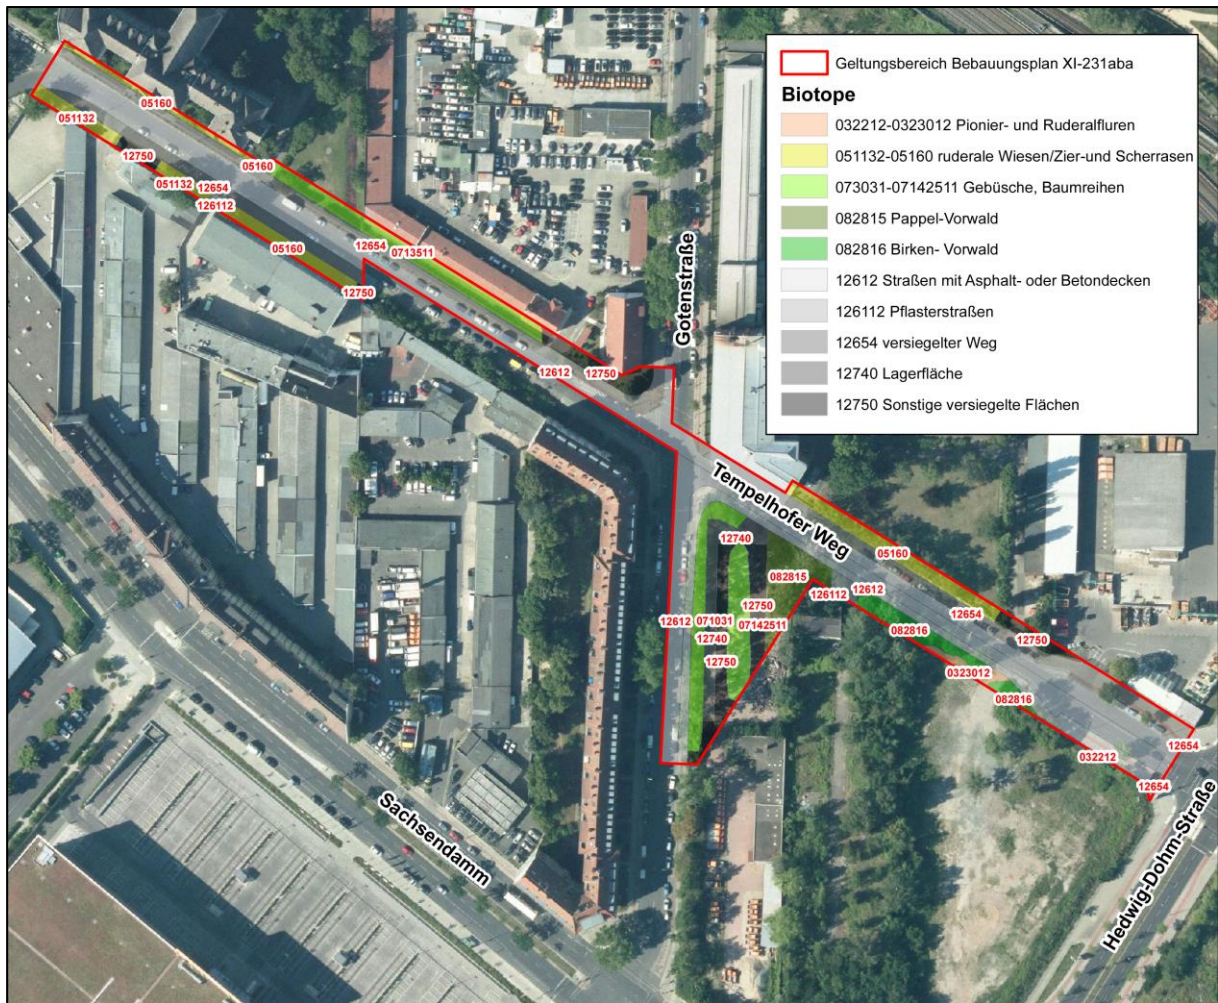 Geltungsbereich Bebauungsplan XI-231aba
Biotope
032212-0323012 Pionier- und Ruderalfluren
051132-05160 ruderale Wiesen/Zier-und Scherrasen
073031-07142511 Gebüsche, Baumreihen
082815 Pappel-Vorwald
082816 Birken- Vorwald
12612 Straßen mit Asphalt- oder Betondecken
126112 Pflasterstraßen
12654 versiegelter Weg
12740 Lagerfläche
12750 Sonstige versiegelte Flächen
05160
051132
12750
05160
051132
12654
126112
05160
12654
0713511
12750
Gotenstraße
12612
12750
Tempelhofer Weg
12740
05160
082815
126112
12612
12750
12654
12612
071031
07142511
082816
12740
12750
12750
0323012
082816
12654
032212
12654
Sachsendamm
Hedwig-Dohm-Straße